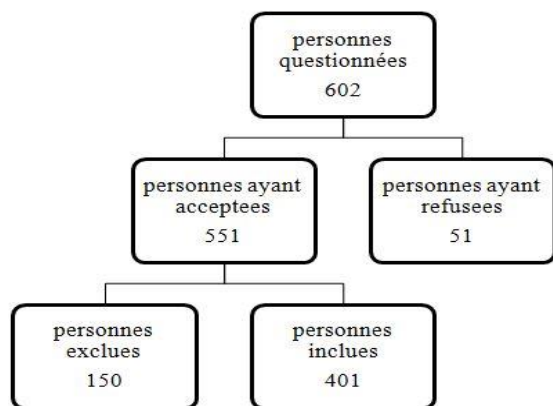 personnes
questionnées
602
personnes ayant
acceptees
551
personnes ayant
refusees
51
personnes
exclues
150
personnes
inclues
401